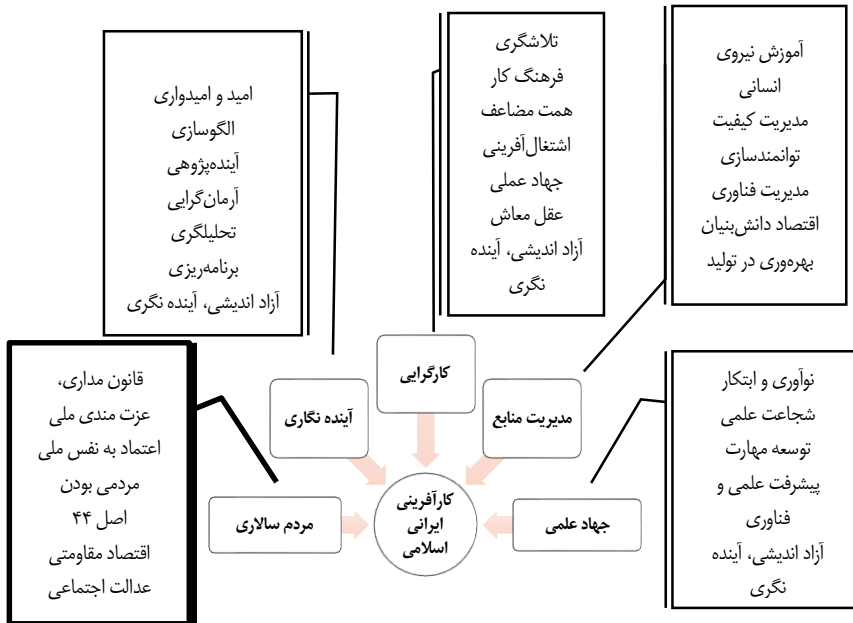 آموزش نیروی
انسانی
مدیریت کیفیت
توانمندسازی
مدیریت فناوری
اقتصاد دانش‌بنیان
بهره‌وری در تولید
تلاشگری
فرهنگ کار
همت مضاعف
اشتغال‌آفرینی
جهاد عملی
عقل معاش
آزاد اندیشی، آینده
نگری
امید و امیدواری
الگوسازی
آینده‌پژوهی
آرمان‌گرایی
تحلیلگری
برنامه‌ریزی
آزاد اندیشی، آینده نگری
نوآوری و ابتکار
شجاعت علمی
توسعه مهارت
پیشرفت علمی و
فناوری
آزاد اندیشی، آینده
نگری
مدیریت منابع
کارگرایی
آینده نگاری
جهاد علمی
کارآفرینی
ایرانی
اسلامی
مردم سالاری
قانون مداری،
عزت مندی ملی
اعتماد به نفس ملی
مردمی بودن
اصل ۴۴
اقتصاد مقاومتی
عدالت اجتماعی